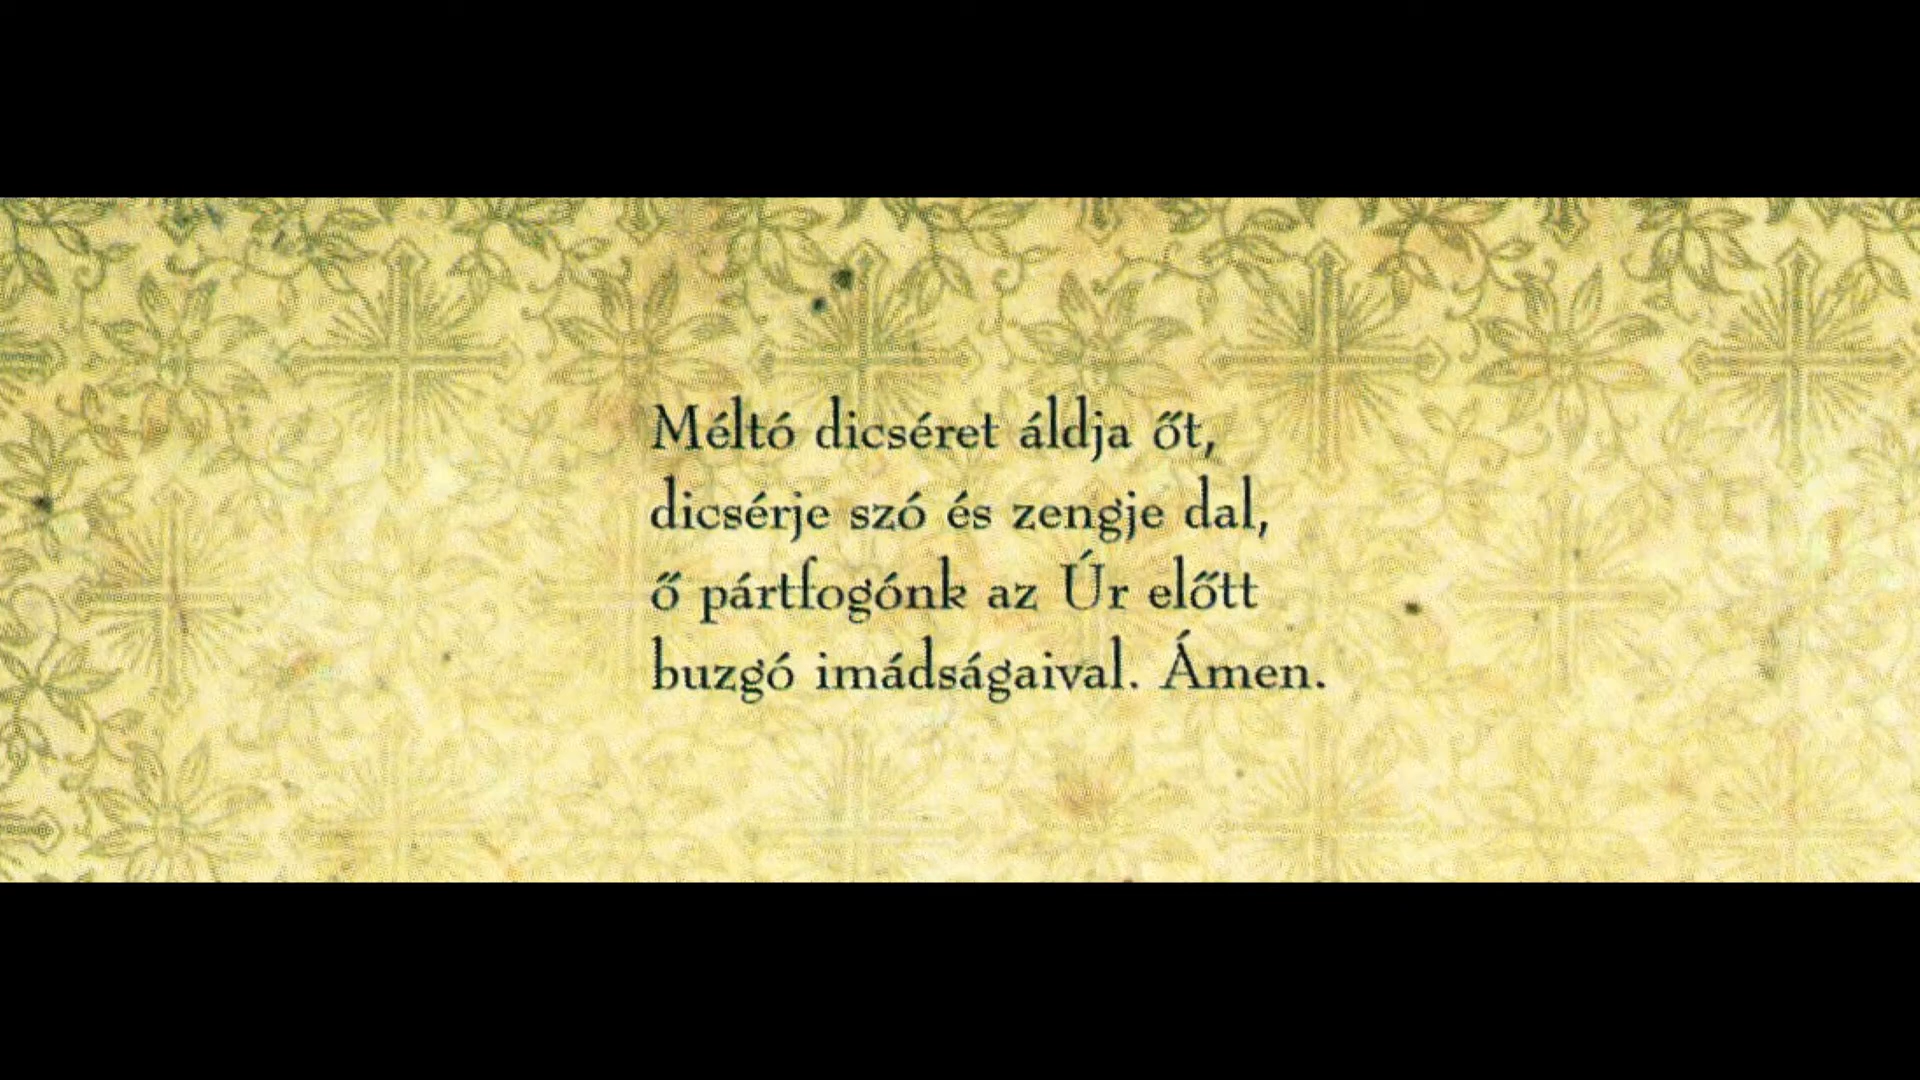 Méltó dicséret áldja őt,
dicsérje szó és zengje dal,
ő pártfogónk az Úr előtt
buzgó imádságaival. Ámen.